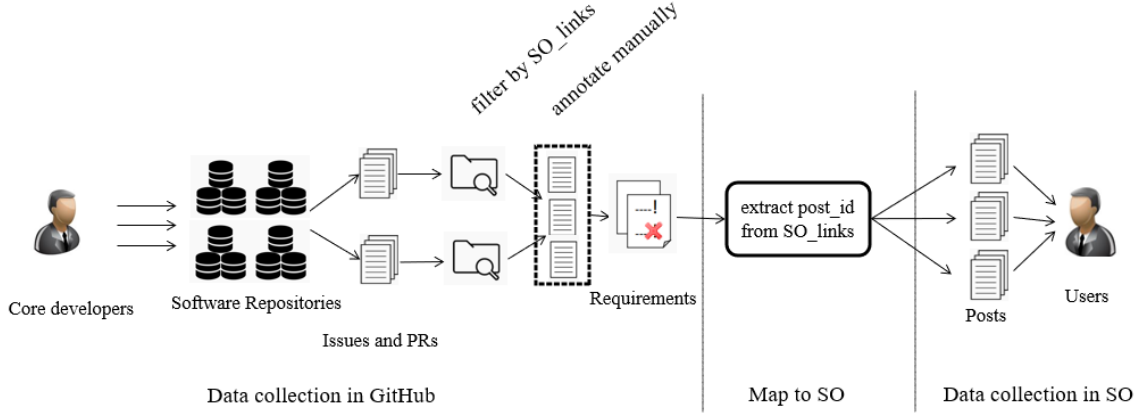 filter by SO_links
annotate manually
extract post_id
from SO_links
----!
Core developers
Software Repositories
Requirements
Issues and PRs
Posts
Users
Data collection in GitHub
Map to SO
Data collection in SO